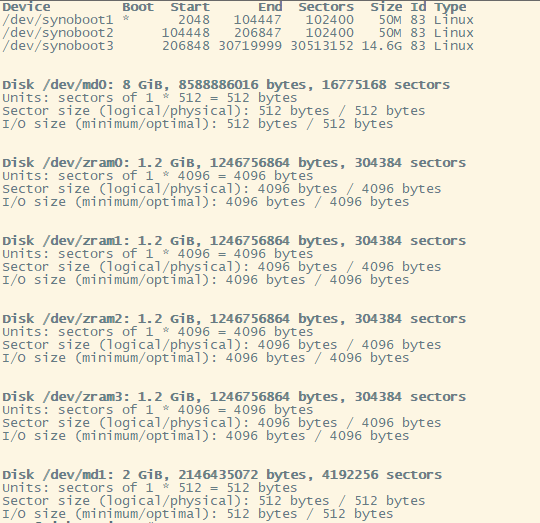 Device Boot Start End Sectors Size Id Type
/dev/synoboot1 * 2048 104447 102400 50M 83 Linux
/dev/synoboot2 104448 206847 102400 50M 83 Linux
/dev/synoboot3 206848 30719999 30513152 14.6G 83 Linux
Disk /dev/md0: 8 GiB, 8588886016 bytes, 16775168 sectors
Units: sectors of 1 * 512 = 512 bytes
Sector size (logical/physical): 512 bytes / 512 bytes
I/O size (minimum/optimal): 512 bytes / 512 bytes
Disk /dev/zram0: 1.2 GiB, 1246756864 bytes, 304384 sectors
Units: sectors of 1 * 4096 = 4096 bytes
Sector size (logical/physical): 4096 bytes / 4096 bytes
I/O size (minimum/optimal): 4096 bytes / 4096 bytes
Disk /dev/zram1: 1.2 GiB, 1246756864 bytes, 304384 sectors
Units: sectors of 1 * 4096 = 4096 bytes
Sector size (logical/physical): 4096 bytes / 4096 bytes
I/O size (minimum/optimal): 4096 bytes / 4096 bytes
Disk /dev/zram2: 1.2 GiB, 1246756864 bytes, 304384 sectors
Units: sectors of 1 * 4096 = 4096 bytes
Sector size (logical/physical): 4096 bytes / 4096 bytes
I/O size (minimum/optimal): 4096 bytes / 4096 bytes
Disk /dev/zram3: 1.2 GiB, 1246756864 bytes, 304384 sectors
Units: sectors of 1 * 4096 = 4096 bytes
Sector size (logical/physical): 4096 bytes / 4096 bytes
I/O size (minimum/optimal): 4096 bytes / 4096 bytes
Disk /dev/md1: 2 GiB, 2146435072 bytes, 4192256 sectors
Units: sectors of 1 * 512 = 512 bytes
Sector size (logical/physical): 512 bytes / 512 bytes
I/O size (minimum/optimal): 512 bytes / 512 bytes